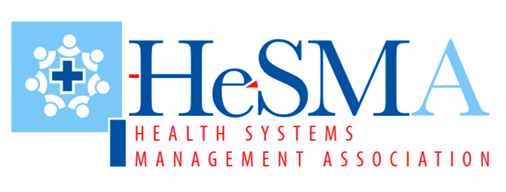 HeSMA
HEALTH SYSTEMS
MANAGEMENT ASSOCIATION